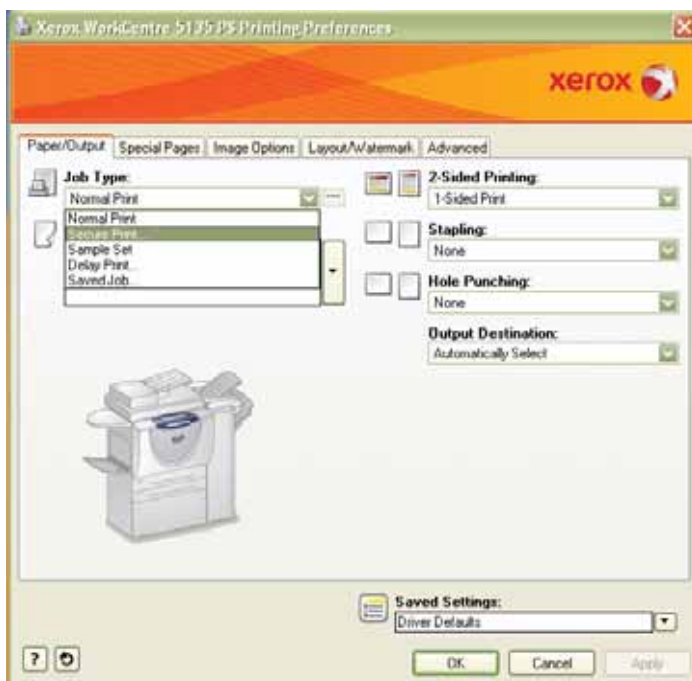 Xerox WorkCentre 5135 PS Printing Preferences
xerox
Paper/Output Special Pages Image Options Layout/Watermark Advanced
Job Type:
Normal Print
Normal Print
Secure Print...
Sample Set
Delay Print...
Saved Job...
2-Sided Printing:
1-Sided Print
Stapling:
None
Hole Punching:
None
Output Destination:
Automatically Select
Saved Settings:
Driver Defaults
?
OK Cancel Apply